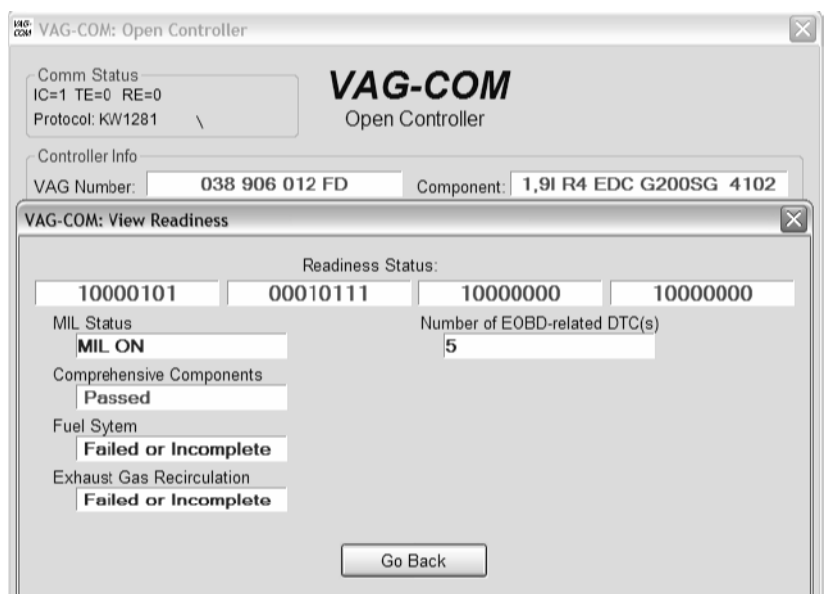 VAG-COM
VAG-COM: Open Controller
Comm Status
IC=1 TE=0 RE=0
Protocol: KW1281 \
VAG-COM
Open Controller
Controller Info
VAG Number: 038 906 012 FD Component: 1,9l R4 EDC G200SG 4102
VAG-COM: View Readiness
Readiness Status:
10000101 00010111 10000000 10000000
MIL Status Number of EOBD-related DTC(s)
MIL ON 5
Comprehensive Components
Passed
Fuel Sytem
Failed or Incomplete
Exhaust Gas Recirculation
Failed or Incomplete
Go Back